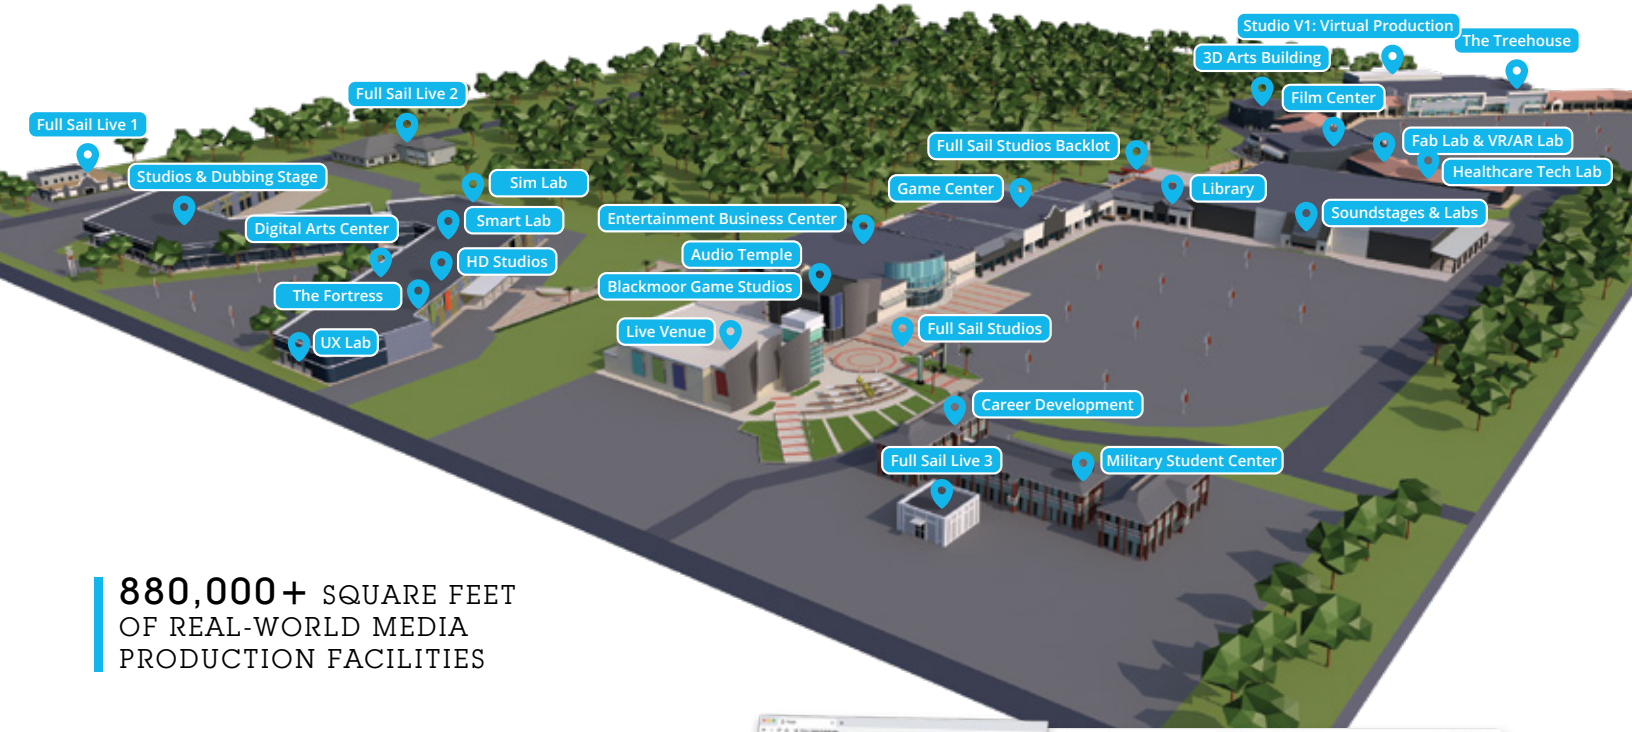 Studio V1: Virtual Production
The Treehouse
3D Arts Building
Film Center
Full Sail Live 2
Full Sail Live 1
Fab Lab & VR/AR Lab
Full Sail Studios Backlot
Healthcare Tech Lab
Studios & Dubbing Stage
Sim Lab
Game Center
Library
Soundstages & Labs
Smart Lab
Entertainment Business Center
Digital Arts Center
Audio Temple
HD Studios
Blackmoor Game Studios
The Fortress
Live Venue
Full Sail Studios
UX Lab
Career Development
Full Sail Live 3
Military Student Center
880,000+ SQUARE FEET
OF REAL-WORLD MEDIA
PRODUCTION FACILITIES